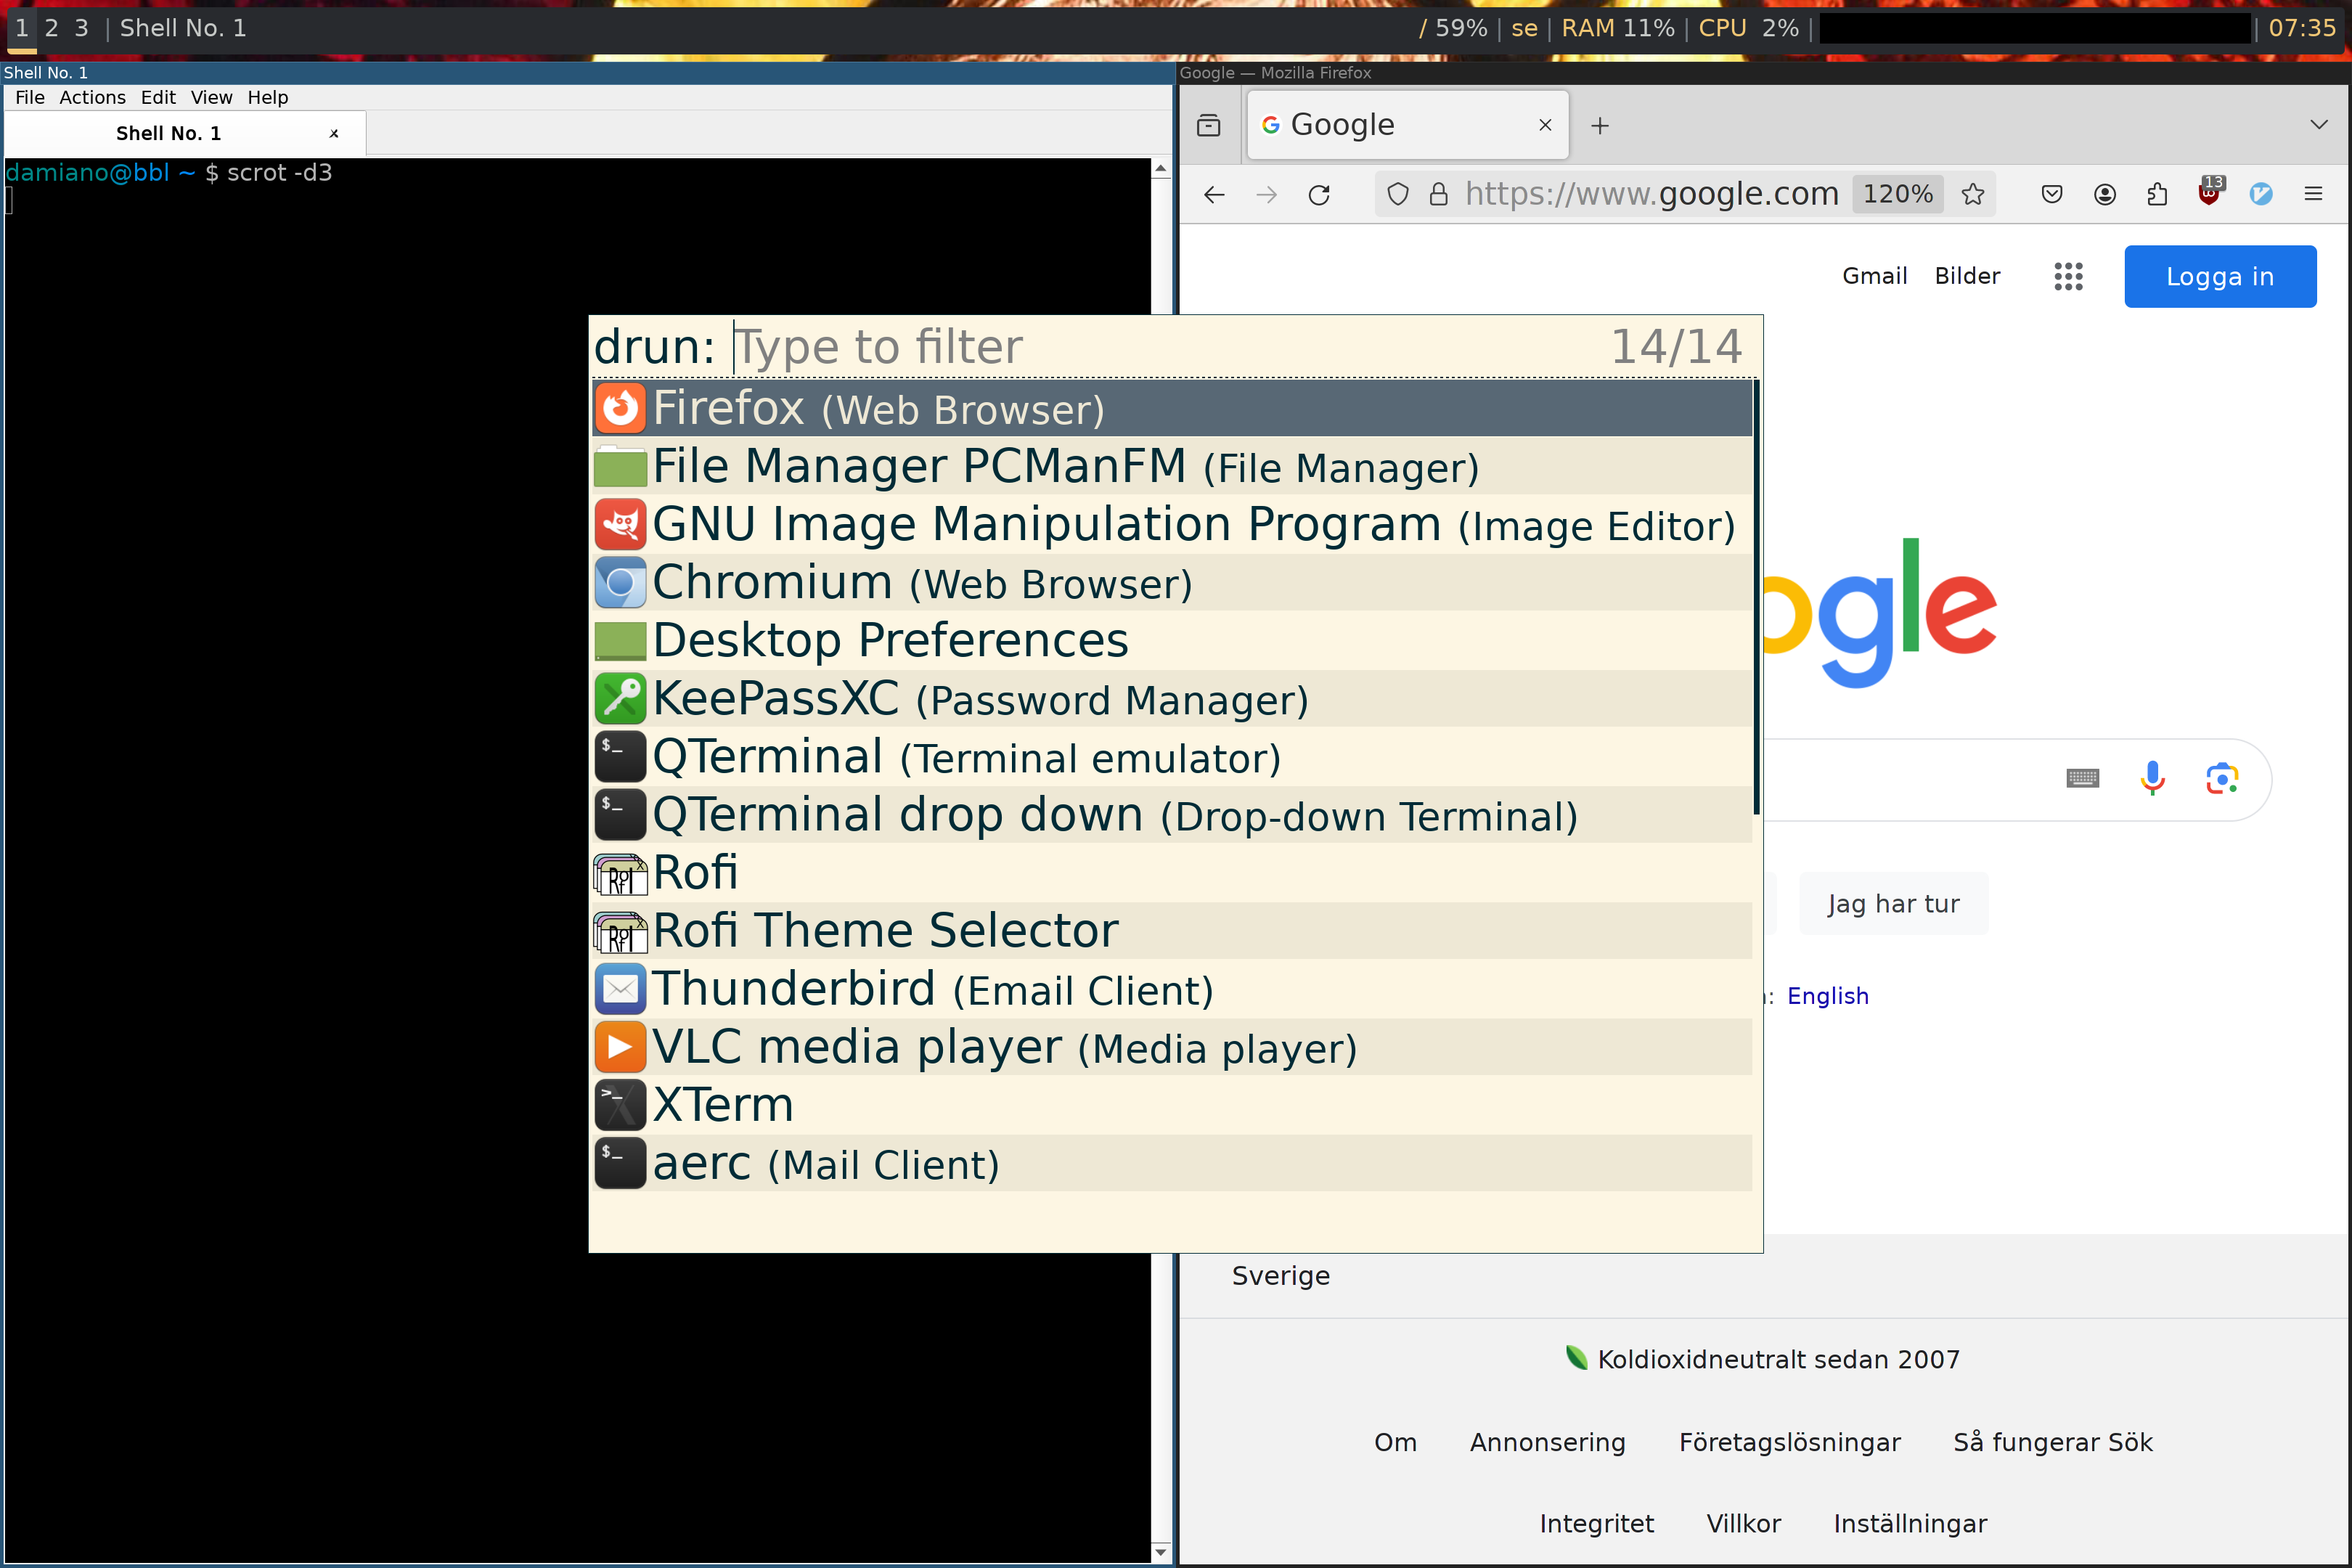 1 2 3 | Shell No. 1 / 59% | se | RAM 11% | CPU 2% | | 07:35
Shell No. 1
File Actions Edit View Help
Shell No. 1
damiano@bbl ~ $ scrot -d3
Google — Mozilla Firefox
Google
https://www.google.com 120% 13
Gmail Bilder Logga in
drun: Type to filter 14/14
Firefox (Web Browser)
File Manager PCManFM (File Manager)
GNU Image Manipulation Program (Image Editor)
Chromium (Web Browser)
Desktop Preferences
KeePassXC (Password Manager)
$_ QTerminal (Terminal emulator)
$_ QTerminal drop down (Drop-down Terminal)
Rofi
Rofi Theme Selector
Thunderbird (Email Client)
VLC media player (Media player)
>_ XTerm
$_ aerc (Mail Client)
ogle
Jag har tur
English
Sverige
Koldioxidneutralt sedan 2007
Om Annonsering Företagslösningar Så fungerar Sök
Integritet Villkor Inställningar